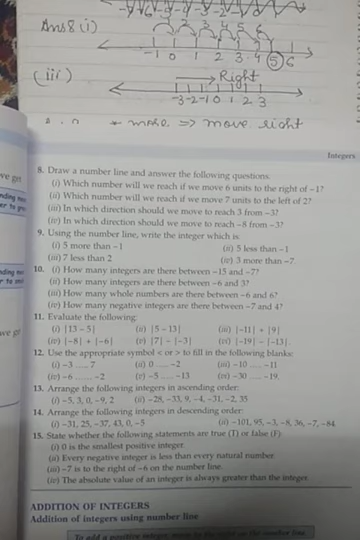 Ans 8 (i)
-1 0 1 2 3 4 5 6
(iii)
Right
-3 -2 -1 0 1 2 3
* more => move right
Integers
8. Draw a number line and answer the following questions.
(i) Which number will we reach if we move 6 units to the right of -1?
(ii) Which number will we reach if we move 7 units to the left of 2?
(iii) In which direction should we move to reach 3 from -3?
(iv) In which direction should we move to reach -8 from -3?
9. Using the number line, write the integer which is
(i) 5 more than -1 (ii) 5 less than -1
(iii) 7 less than 2 (iv) 3 more than -7.
10. (i) How many integers are there between -15 and -7?
(ii) How many integers are there between -6 and 3?
(iii) How many whole numbers are there between -6 and 6?
(iv) How many negative integers are there between -7 and 4?
11. Evaluate the following:
(i) |13 - 5| (ii) |5 - 13| (iii) |-11| + |9|
(iv) |-8| + |-6| (v) |7| - |-3| (vi) |-19| - |-13|.
12. Use the appropriate symbol < or > to fill in the following blanks:
(i) -3 ..... 7 (ii) 0 ..... -2 (iii) -10 .... -11
(iv) -6 ..... -2 (v) -5 ..... -13 (vi) -30 .... -19.
13. Arrange the following integers in ascending order:
(i) -5, 3, 0, -9, 2 (ii) -28, -33, 9, -4, -31, -2, 35
14. Arrange the following integers in descending order:
(i) -31, 25, -37, 43, 0, -5 (ii) -101, 95, -3, -8, 36, -7, -84.
15. State whether the following statements are true (T) or false (F):
(i) 0 is the smallest positive integer.
(ii) Every negative integer is less than every natural number.
(iii) -7 is to the right of -6 on the number line.
(iv) The absolute value of an integer is always greater than the integer.
ADDITION OF INTEGERS
Addition of integers using number line